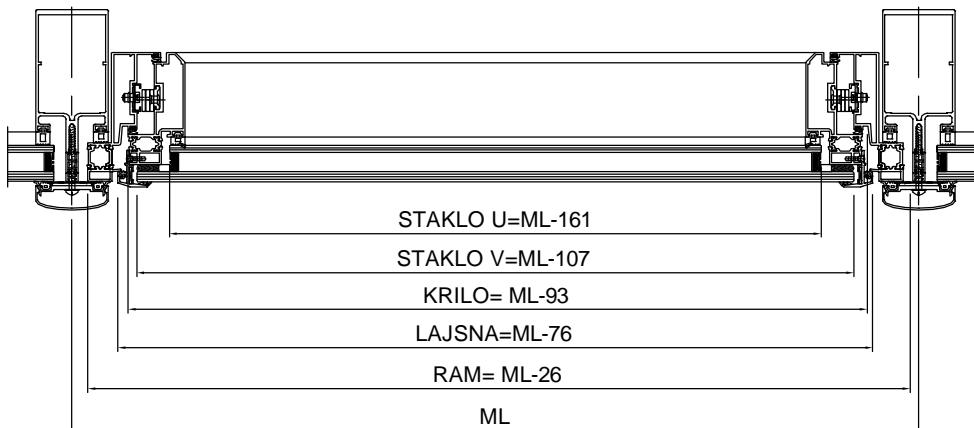 STAKLO U=ML-161
STAKLO V=ML-107
KRILO= ML-93
LAJSNA=ML-76
RAM= ML-26
ML